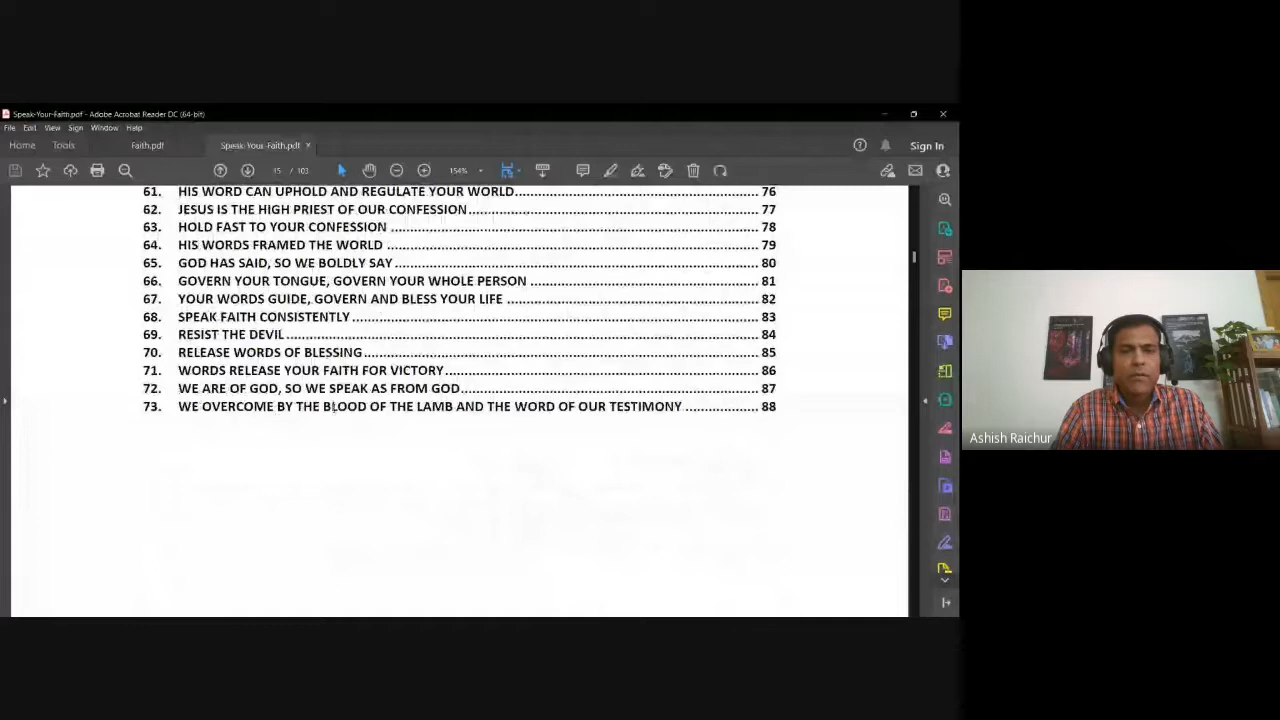 Speak-Your-Faith.pdf - Adobe Acrobat Reader DC (64-bit)
File Edit View Sign Window Help
Home Tools Faith.pdf Speak-Your-Faith.pdf × Sign In
15 / 103 154%
61. HIS WORD CAN UPHOLD AND REGULATE YOUR WORLD 76
62. JESUS IS THE HIGH PRIEST OF OUR CONFESSION 77
63. HOLD FAST TO YOUR CONFESSION 78
64. HIS WORDS FRAMED THE WORLD 79
65. GOD HAS SAID, SO WE BOLDLY SAY 80
66. GOVERN YOUR TONGUE, GOVERN YOUR WHOLE PERSON 81
67. YOUR WORDS GUIDE, GOVERN AND BLESS YOUR LIFE 82
68. SPEAK FAITH CONSISTENTLY 83
69. RESIST THE DEVIL 84
70. RELEASE WORDS OF BLESSING 85
71. WORDS RELEASE YOUR FAITH FOR VICTORY 86
72. WE ARE OF GOD, SO WE SPEAK AS FROM GOD 87
73. WE OVERCOME BY THE BLOOD OF THE LAMB AND THE WORD OF OUR TESTIMONY 88
Ashish Raichur